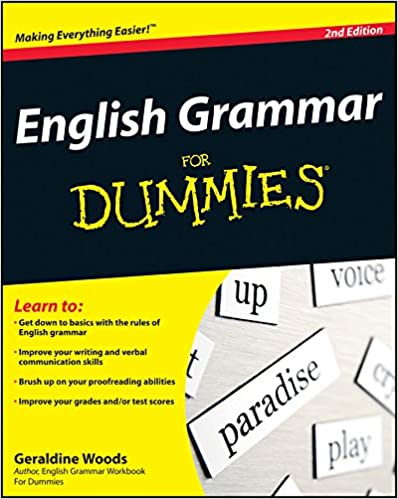 Making Everything Easier!™
2nd Edition
English Grammar
FOR
DUMMIES®
Learn to:
• Get down to basics with the rules of
English grammar
• Improve your writing and verbal
communication skills
• Brush up on your proofreading abilities
• Improve your grades and/or test scores
Geraldine Woods
Author, English Grammar Workbook
For Dummies
up
voice
paradise
play